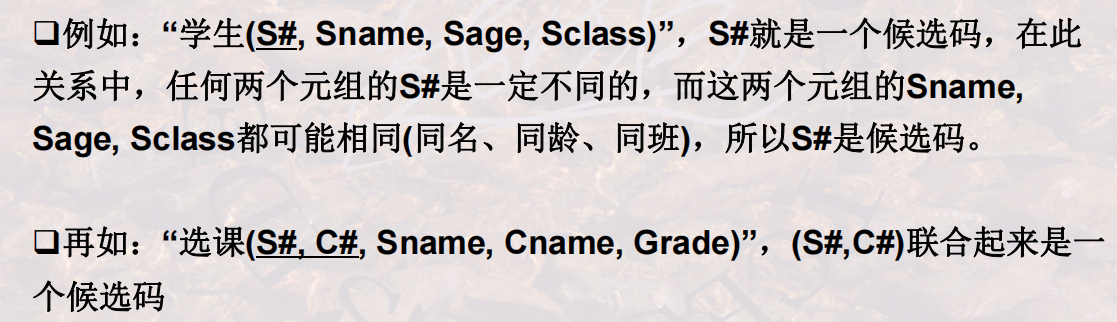 ❑例如：“学生(S#, Sname, Sage, Sclass)”，S#就是一个候选码，在此
关系中，任何两个元组的S#是一定不同的，而这两个元组的Sname,
Sage, Sclass都可能相同(同名、同龄、同班)，所以S#是候选码。
❑再如：“选课(S#, C#, Sname, Cname, Grade)”，(S#,C#)联合起来是一
个候选码